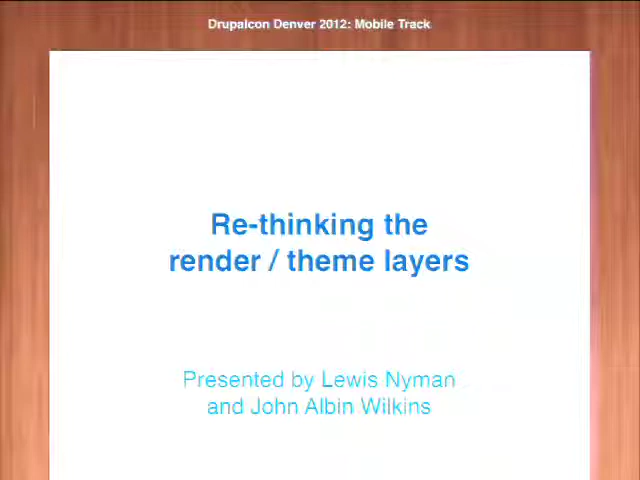 Drupalcon Denver 2012: Mobile Track
Re-thinking the
render / theme layers
Presented by Lewis Nyman
and John Albin Wilkins